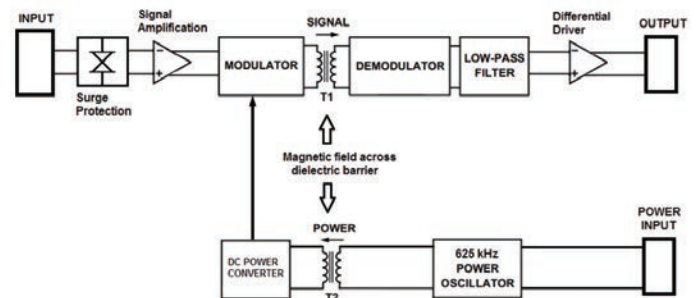 INPUT
Surge
Protection
Signal
Amplification
−
+
MODULATOR
SIGNAL
T1
DEMODULATOR
LOW-PASS
FILTER
Differential
Driver
−
+
OUTPUT
Magnetic field across
dielectric barrier
DC POWER
CONVERTER
POWER
T2
625 kHz
POWER
OSCILLATOR
POWER
INPUT